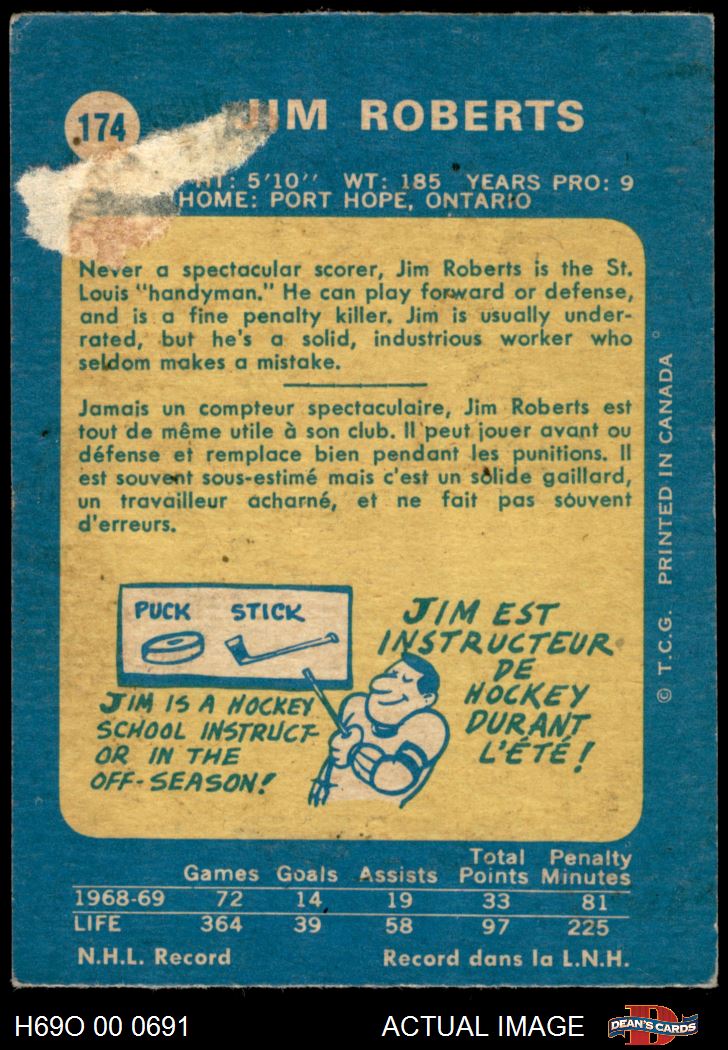 174
JIM ROBERTS
HT: 5'10" WT: 185 YEARS PRO: 9
HOME: PORT HOPE, ONTARIO
Never a spectacular scorer, Jim Roberts is the St.
Louis "handyman." He can play forward or defense,
and is a fine penalty killer. Jim is usually under-
rated, but he's a solid, industrious worker who
seldom makes a mistake.
Jamais un compteur spectaculaire, Jim Roberts est
tout de même utile à son club. Il peut jouer avant ou
défense et remplace bien pendant les punitions. Il
est souvent sous-estimé mais c'est un solide gaillard,
un travailleur acharné, et ne fait pas souvent
d'erreurs.
PUCK STICK
JIM IS A HOCKEY
SCHOOL INSTRUCT-
OR IN THE
OFF-SEASON!
JIM EST
INSTRUCTEUR
DE
HOCKEY
DURANT
L'ÉTÉ!
© T.C.G. PRINTED IN CANADA
Games Goals Assists Total Points Penalty Minutes
1968-69 72 14 19 33 81
LIFE 364 39 58 97 225
N.H.L. Record Record dans la L.N.H.
H69O 00 0691 ACTUAL IMAGE DEAN'S CARDS